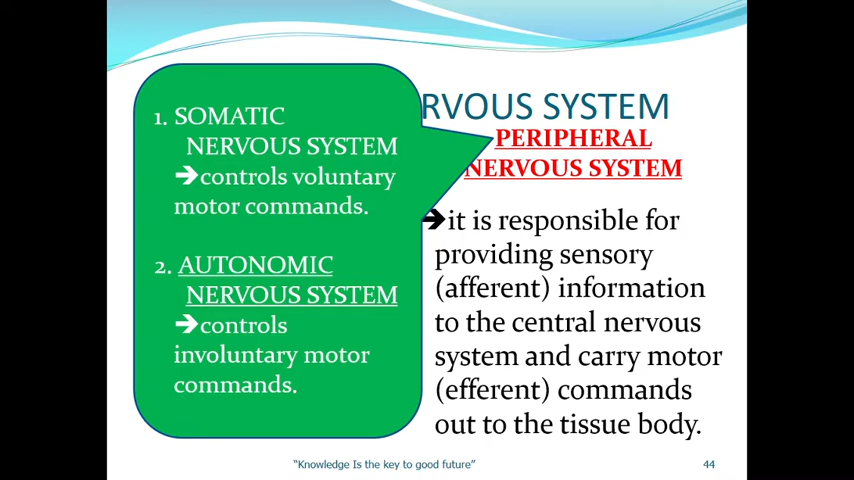 RVOUS SYSTEM
1. SOMATIC
NERVOUS SYSTEM
➔controls voluntary
motor commands.
2. AUTONOMIC
NERVOUS SYSTEM
➔controls
involuntary motor
commands.
PERIPHERAL
NERVOUS SYSTEM
➔it is responsible for
providing sensory
(afferent) information
to the central nervous
system and carry motor
(efferent) commands
out to the tissue body.
"Knowledge Is the key to good future"
44